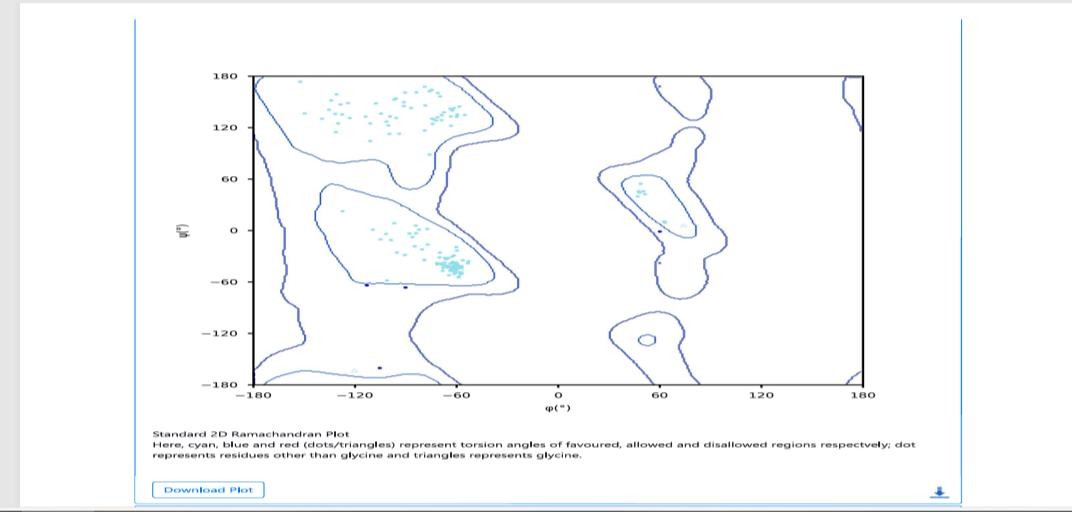 180
120
60
0
−60
−120
−180
ψ(°)
−180 −120 −60 0 60 120 180
φ(°)
Standard 2D Ramachandran Plot
Here, cyan, blue and red (dots/triangles) represent torsion angles of favoured, allowed and disallowed regions respectvely; dot
represents residues other than glycine and triangles represents glycine.
Download Plot